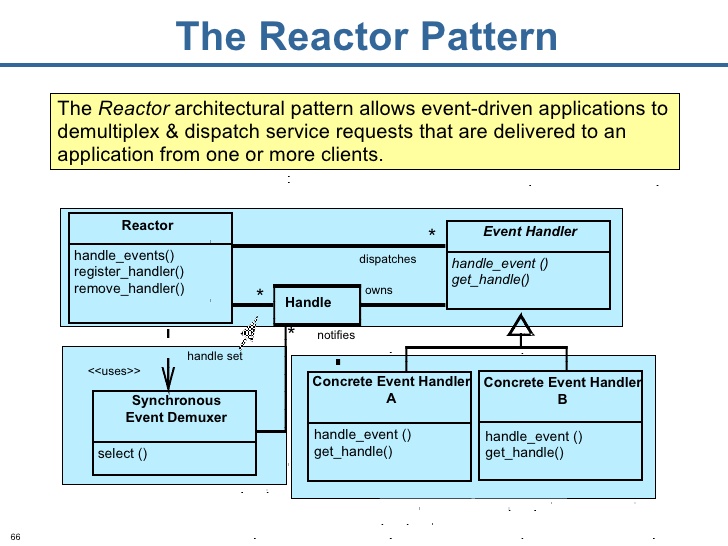 The Reactor Pattern
The Reactor architectural pattern allows event-driven applications to
demultiplex & dispatch service requests that are delivered to an
application from one or more clients.
Reactor
handle_events()
register_handler()
remove_handler()
*
dispatches
Event Handler
handle_event ()
get_handle()
*
Handle
owns
*
notifies
handle set
<<uses>>
Synchronous
Event Demuxer
select ()
Concrete Event Handler
A
handle_event ()
get_handle()
Concrete Event Handler
B
handle_event ()
get_handle()
66